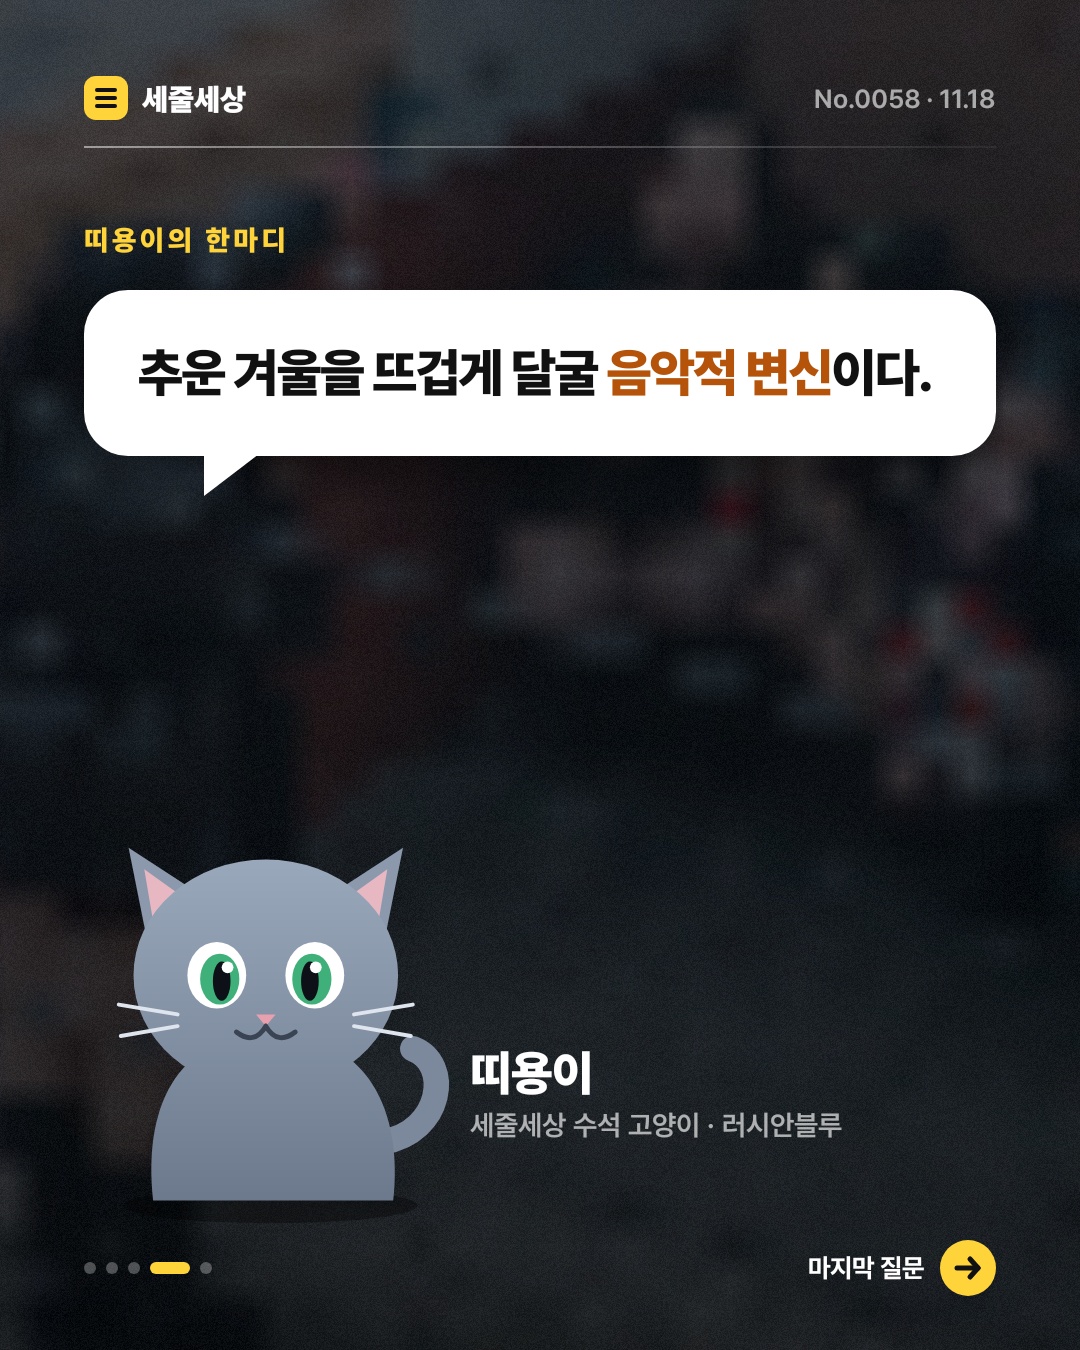 세줄세상
No.0058 · 11.18
띠용이의 한마디
추운 겨울을 뜨겁게 달굴 음악적 변신이다.
띠용이
세줄세상 수석 고양이 · 러시안블루
마지막 질문